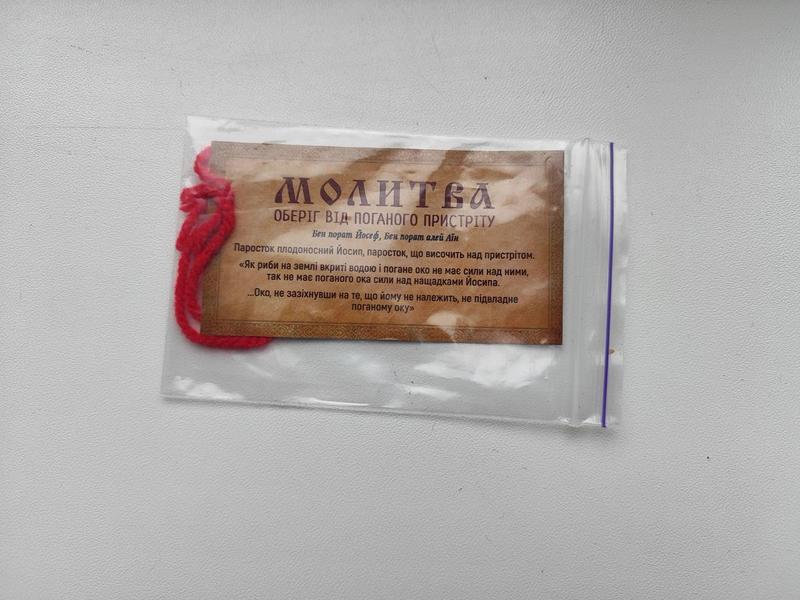 МОЛИТВА
ОБЕРІГ ВІД ПОГАНОГО ПРИСТРІТУ
Бен порат Йосеф, Бен порат алей Аїн
Паросток плодоносний Йосип, паросток, що височить над пристрітом.
«Як риби на землі вкриті водою і погане око не має сили над ними,
так не має поганого ока сили над нащадками Йосипа.
...Око, не зазіхнувши на те, що йому не належить, не підвладне
поганому оку»